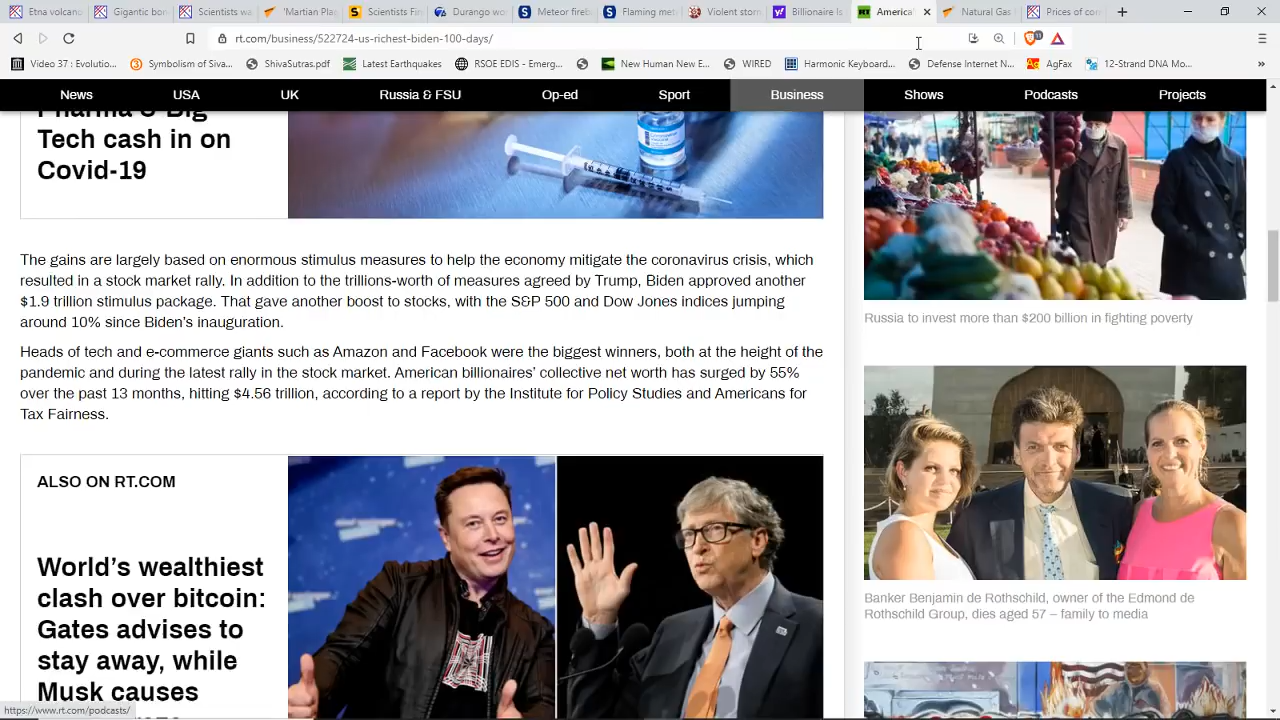 Etna volcan
Gigantic bon
Scientists wa
'Martian Plag
Scientists Fin
Durango wo
Meteor fireb
Flaming mete
Violent storm
Billionaire Is
America'
Natural Gas
Prices of corn
rt.com/business/522724-us-richest-biden-100-days/
Video 37 : Evolutio...
Symbolism of Siva...
ShivaSutras.pdf
Latest Earthquakes
RSOE EDIS - Emerg...
New Human New E...
WIRED
Harmonic Keyboar...
Defense Internet N...
AgFax
12-Strand DNA Mo...
News
USA
UK
Russia & FSU
Op-ed
Sport
Business
Shows
Podcasts
Projects
Pharma & Big
Tech cash in on
Covid-19
The gains are largely based on enormous stimulus measures to help the economy mitigate the coronavirus crisis, which
resulted in a stock market rally. In addition to the trillions-worth of measures agreed by Trump, Biden approved another
$1.9 trillion stimulus package. That gave another boost to stocks, with the S&P 500 and Dow Jones indices jumping
around 10% since Biden's inauguration.
Heads of tech and e-commerce giants such as Amazon and Facebook were the biggest winners, both at the height of the
pandemic and during the latest rally in the stock market. American billionaires' collective net worth has surged by 55%
over the past 13 months, hitting $4.56 trillion, according to a report by the Institute for Policy Studies and Americans for
Tax Fairness.
ALSO ON RT.COM
World's wealthiest
clash over bitcoin:
Gates advises to
stay away, while
Musk causes
Russia to invest more than $200 billion in fighting poverty
Banker Benjamin de Rothschild, owner of the Edmond de
Rothschild Group, dies aged 57 – family to media
https://www.rt.com/podcasts/